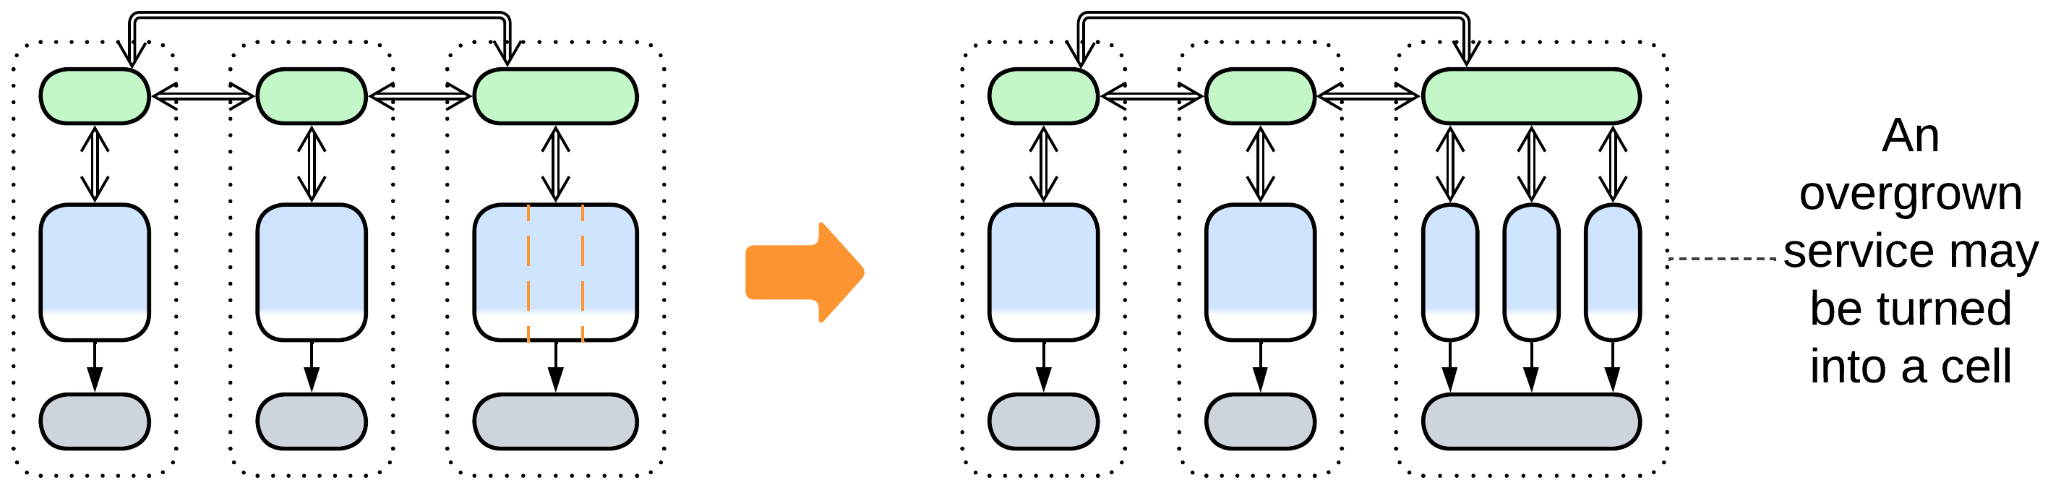 An
overgrown
service may
be turned
into a cell